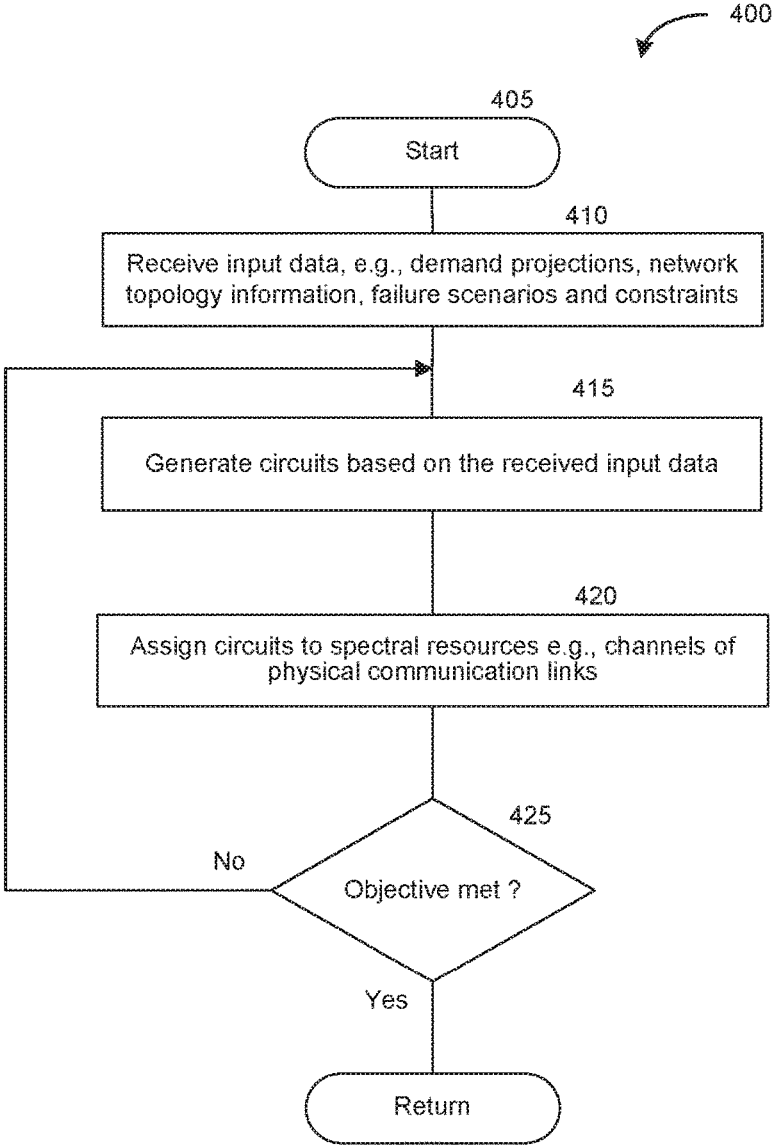 400
405
Start
410
Receive input data, e.g., demand projections, network
topology information, failure scenarios and constraints
415
Generate circuits based on the received input data
420
Assign circuits to spectral resources e.g., channels of
physical communication links
425
No
Objective met ?
Yes
Return